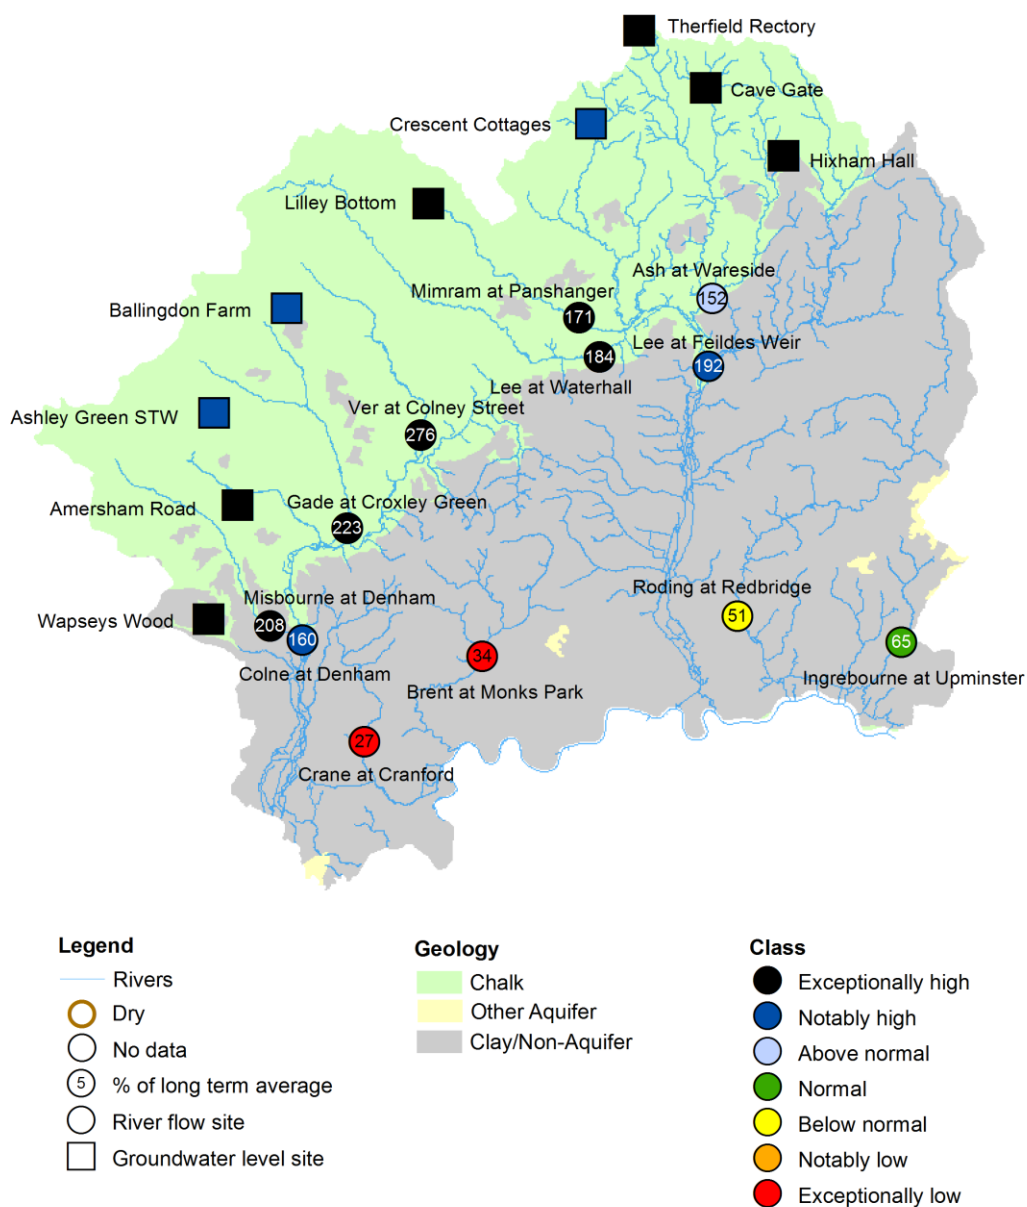 Therfield Rectory
Cave Gate
Crescent Cottages
Hixham Hall
Lilley Bottom
Ash at Wareside
152
Mimram at Panshanger
171
Ballingdon Farm
Lee at Feildes Weir
184
192
Lee at Waterhall
Ver at Colney Street
276
Ashley Green STW
Amersham Road
Gade at Croxley Green
223
Misbourne at Denham
Roding at Redbridge
51
Wapseys Wood
208
160
65
34
Colne at Denham
Ingrebourne at Upminster
Brent at Monks Park
27
Crane at Cranford
Legend
Rivers
Dry
No data
5 % of long term average
River flow site
Groundwater level site
Geology
Chalk
Other Aquifer
Clay/Non-Aquifer
Class
Exceptionally high
Notably high
Above normal
Normal
Below normal
Notably low
Exceptionally low